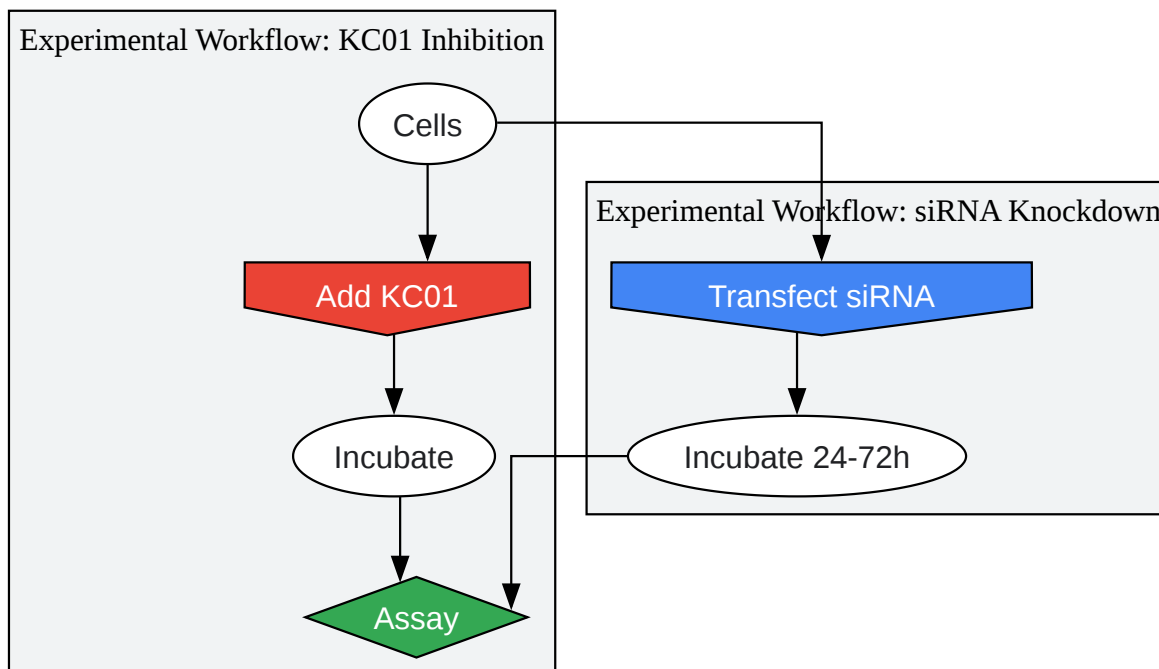 Experimental Workflow: KC01 Inhibition
Cells
Experimental Workflow: siRNA Knockdown
Add KC01
Transfect siRNA
Incubate
Incubate 24-72h
Assay